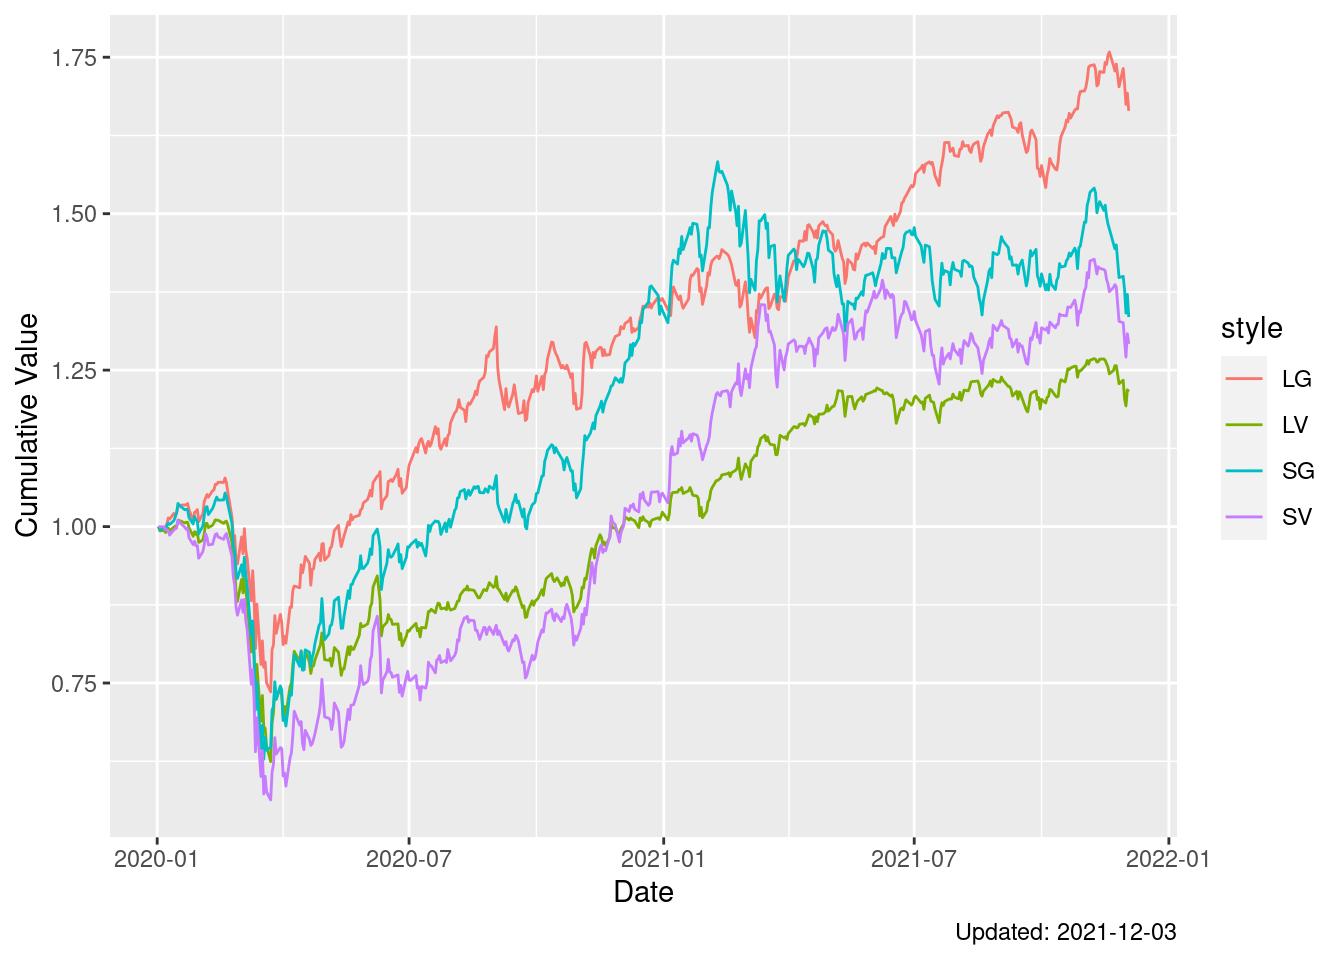 1.75
1.50
1.25
1.00
0.75
Cumulative Value
2020-01 2020-07 2021-01 2021-07 2022-01
Date
style
LG
LV
SG
SV
Updated: 2021-12-03